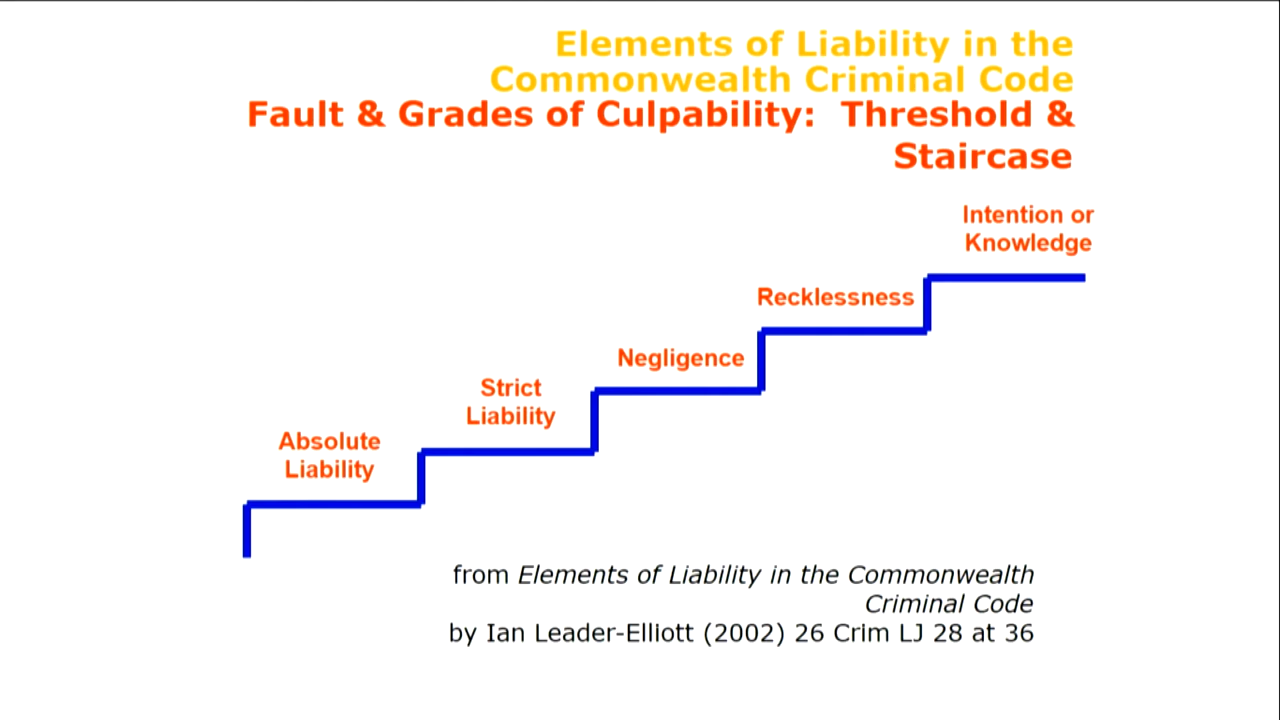 Elements of Liability in the
Commonwealth Criminal Code
Fault & Grades of Culpability: Threshold &
Staircase
Intention or
Knowledge
Recklessness
Negligence
Strict
Liability
Absolute
Liability
from Elements of Liability in the Commonwealth
Criminal Code
by Ian Leader-Elliott (2002) 26 Crim LJ 28 at 36